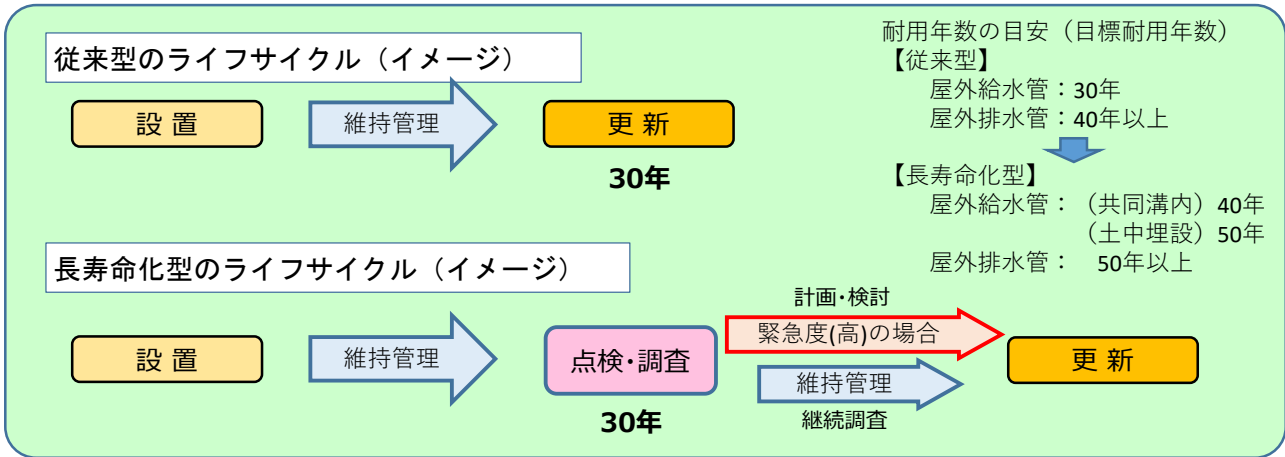 従来型のライフサイクル（イメージ）
設 置
維持管理
更 新
30年
耐用年数の目安（目標耐用年数）
【従来型】
屋外給水管：30年
屋外排水管：40年以上
【長寿命化型】
屋外給水管：（共同溝内）40年
（土中埋設）50年
屋外排水管：　50年以上
長寿命化型のライフサイクル（イメージ）
設 置
維持管理
点検・調査
30年
計画・検討
緊急度(高)の場合
維持管理
継続調査
更 新